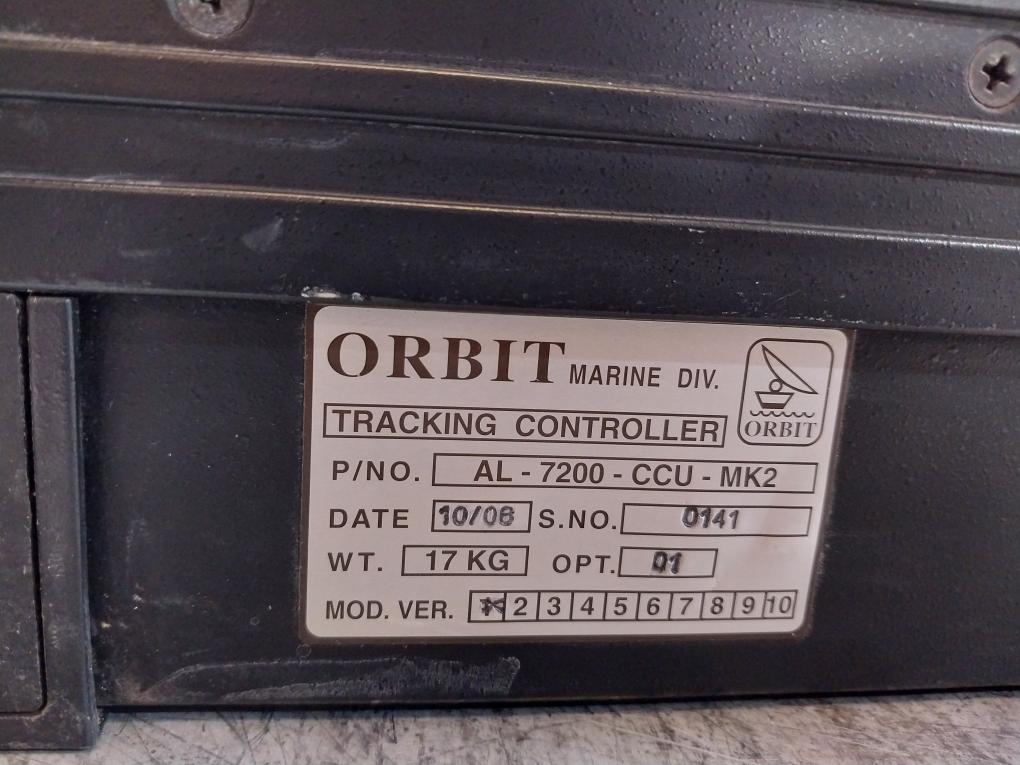 ORBIT MARINE DIV.
ORBIT
TRACKING CONTROLLER
P/NO. AL - 7200 - CCU - MK2
DATE 10/06 S.NO. 0141
WT. 17 KG OPT. 01
MOD. VER. 1 2 3 4 5 6 7 8 9 10